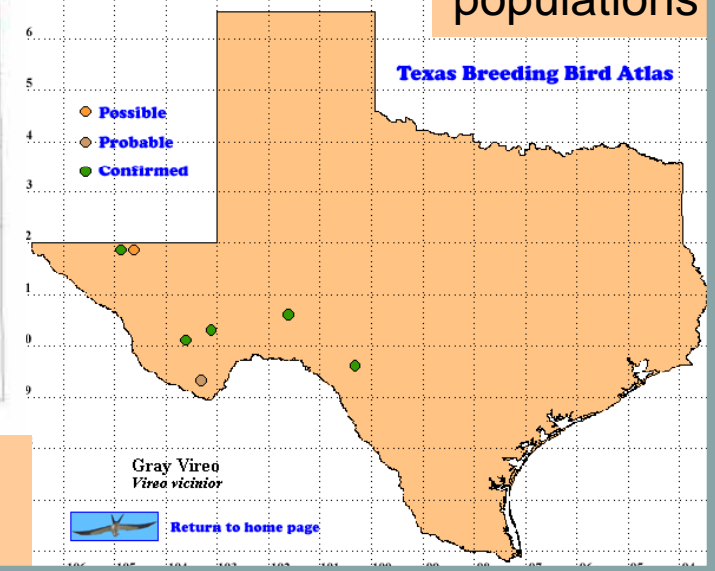 populations
Texas Breeding Bird Atlas
Possible
Probable
Confirmed
6
5
4
3
2
1
0
9
Gray Vireo
Vireo vicinior
Return to home page